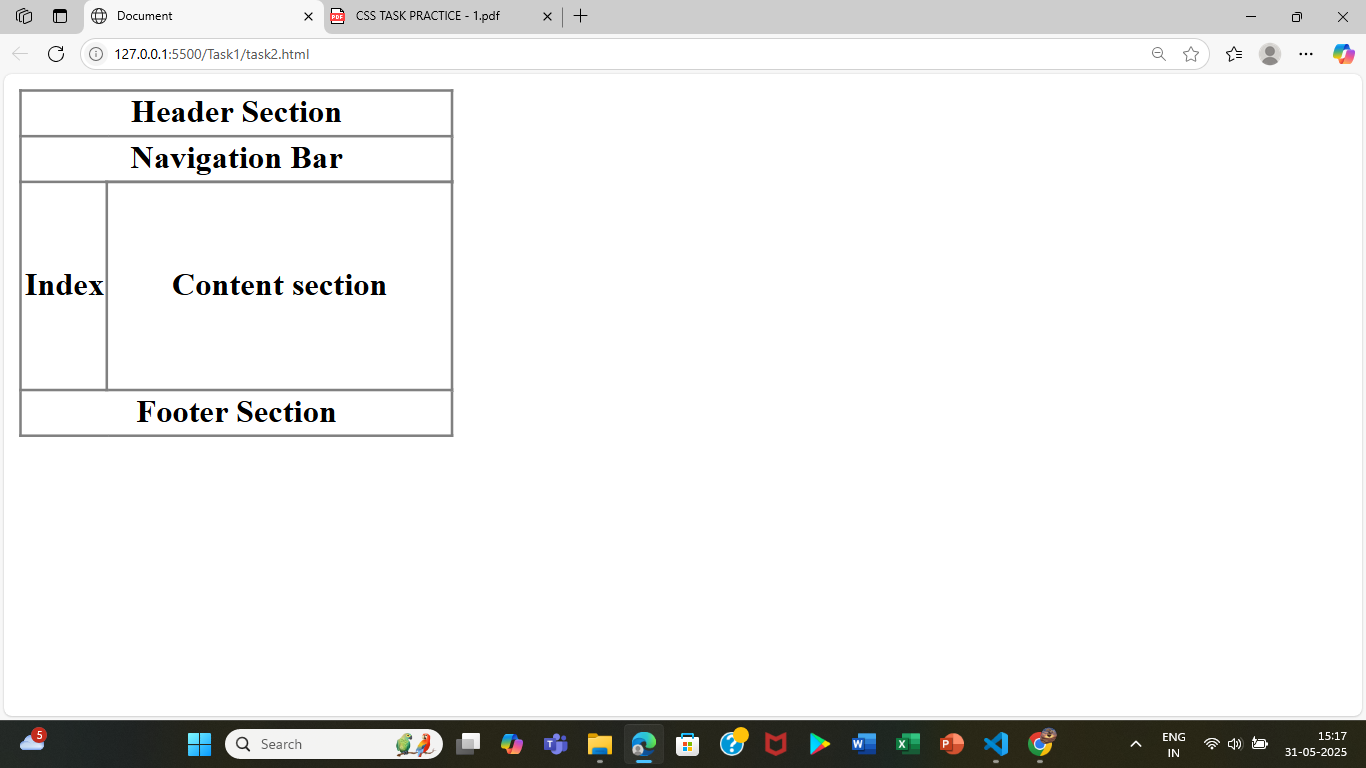 Document
CSS TASK PRACTICE - 1.pdf
127.0.0.1:5500/Task1/task2.html
Header Section
Navigation Bar
Index
Content section
Footer Section
5
Search
ENG
IN
15:17
31-05-2025